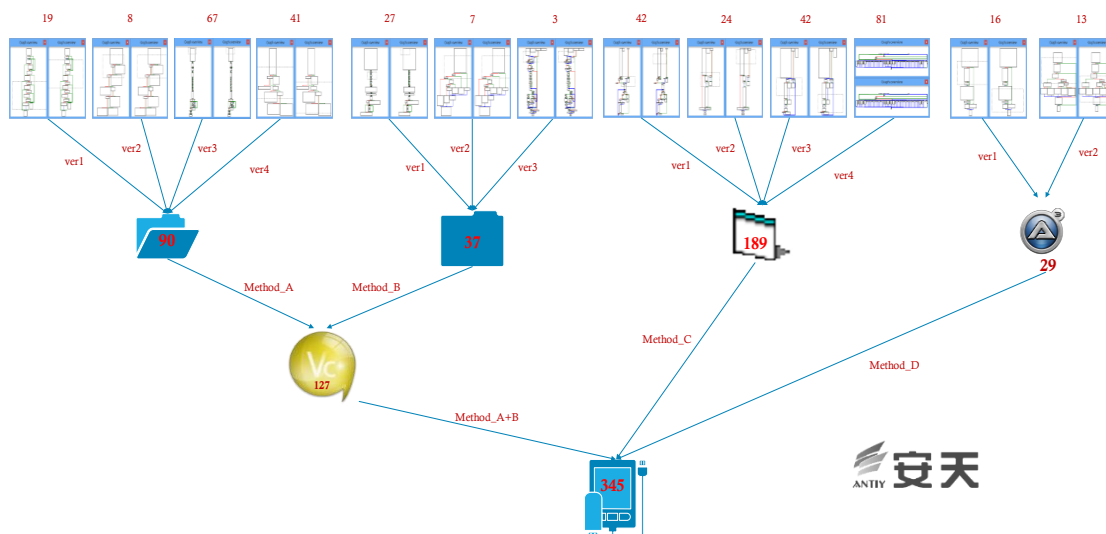 19 8 67 41 27 7 3 42 24 42 81 16 13
ver1 ver2 ver3 ver4
ver1 ver2 ver3
ver1 ver2 ver3 ver4
ver1 ver2
90 37 189
29
Method_A Method_B
Method_C
Method_D
Vc
127
Method_A+B
345
ANTIY 安天